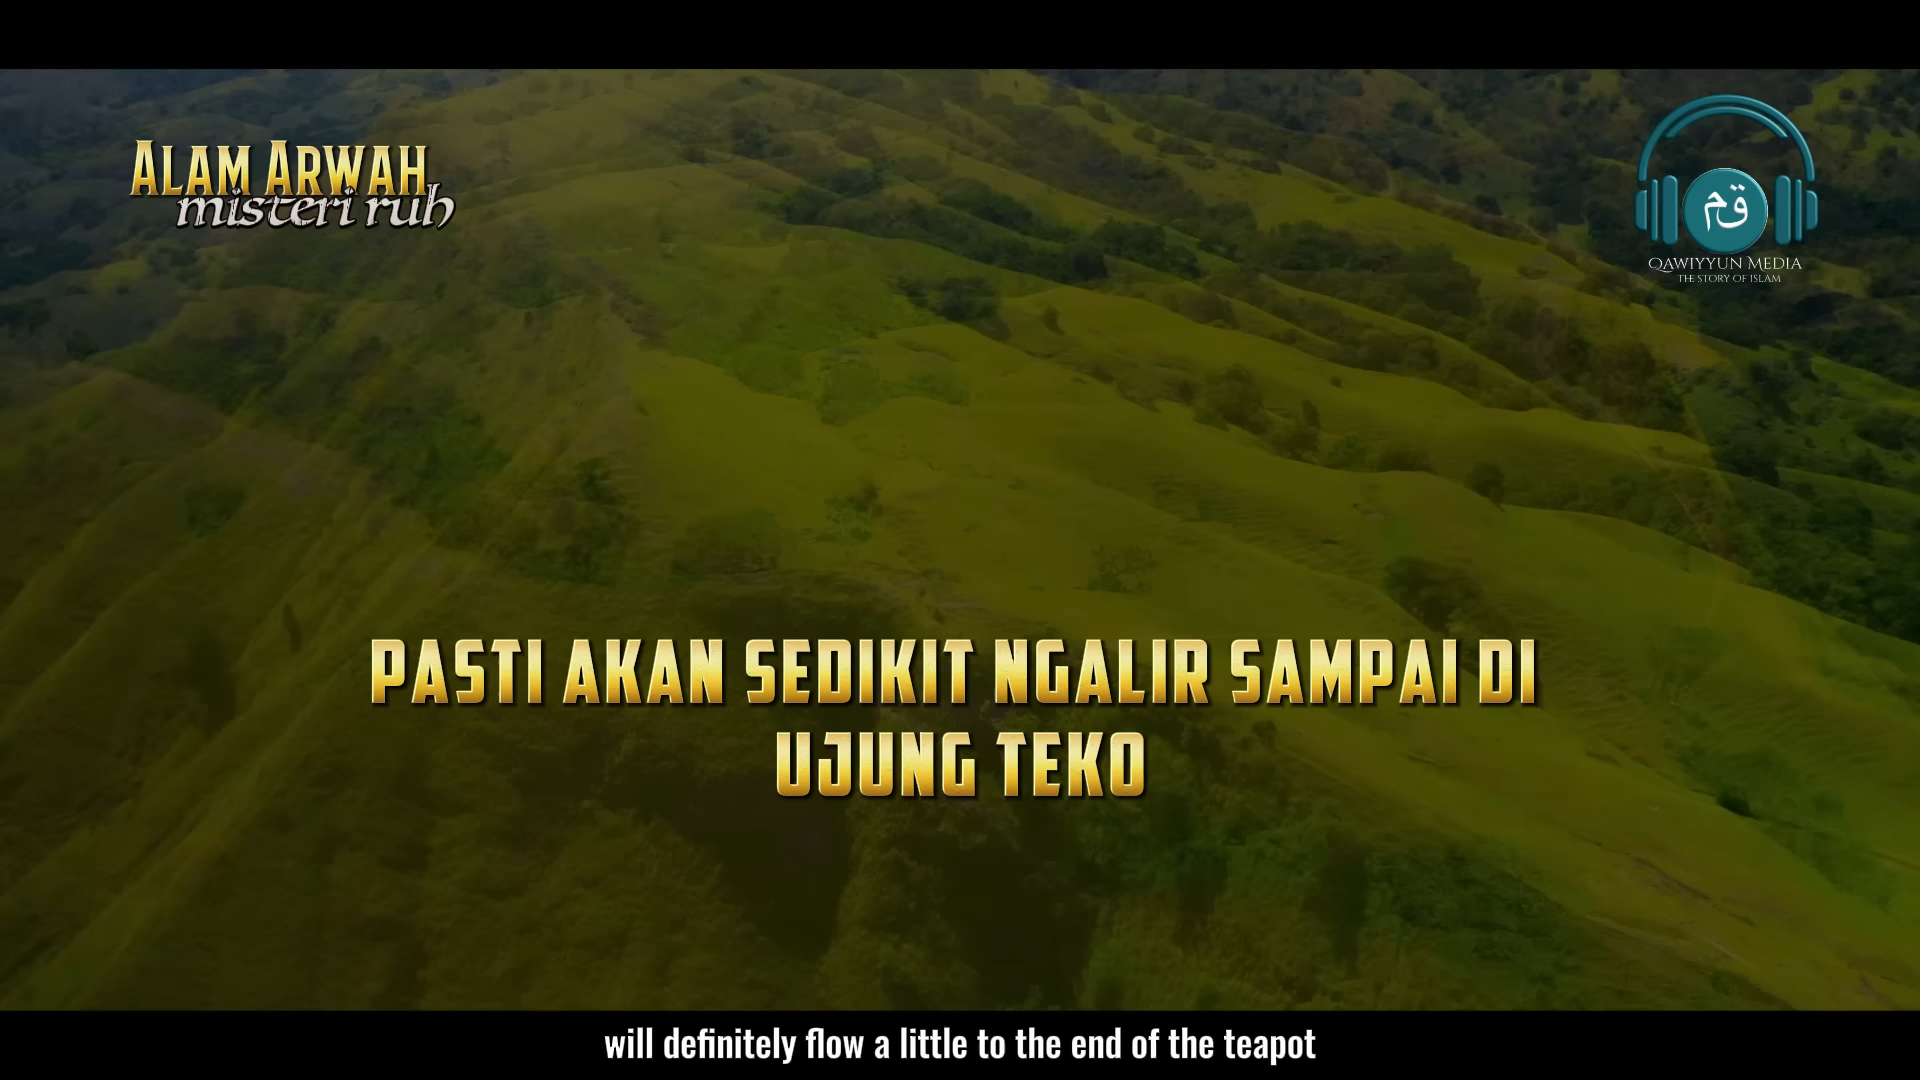 ALAM ARWAH
misteri ruh
قم
QAWIYYUN MEDIA
THE STORY OF ISLAM
PASTI AKAN SEDIKIT NGALIR SAMPAI DI
UJUNG TEKO
will definitely flow a little to the end of the teapot